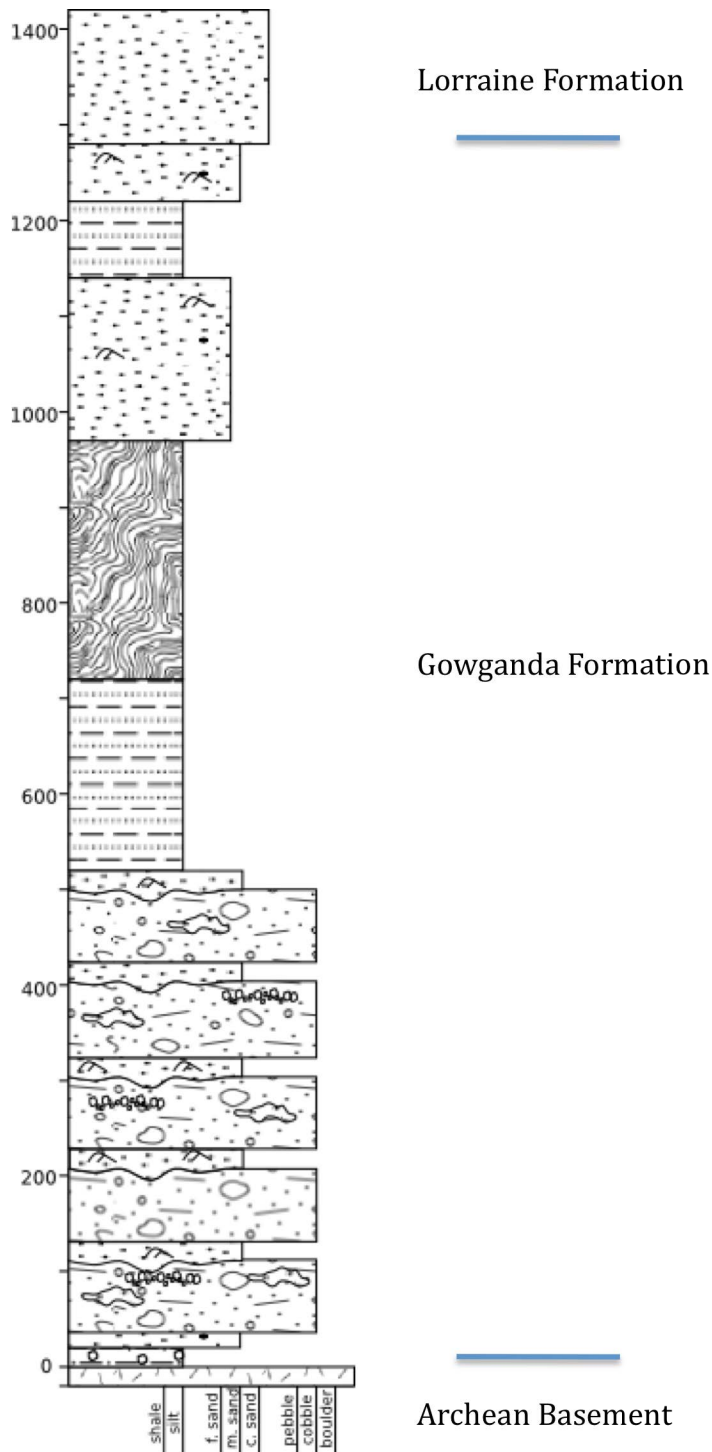 1400
Lorraine Formation
1200
1000
800
Gowganda Formation
600
400
200
0
Archean Basement
shale
silt
f. sand
m. sand
c. sand
pebble
cobble
boulder